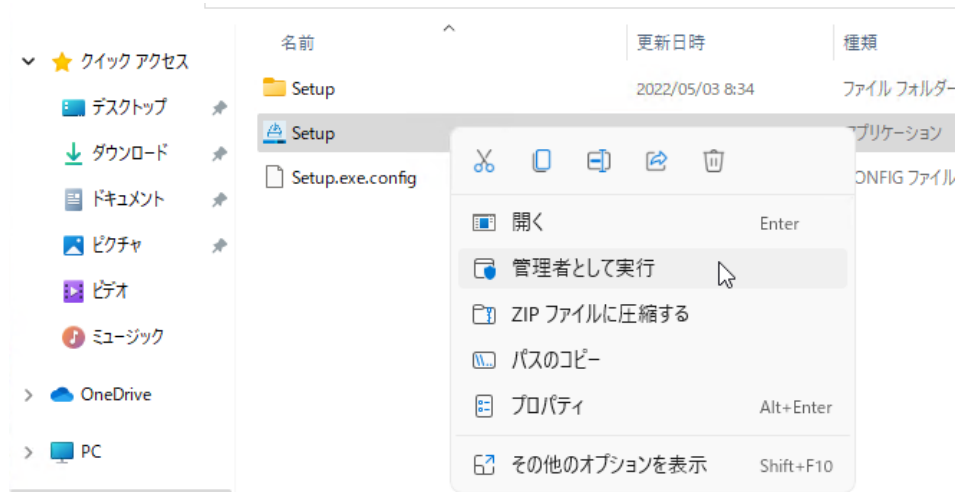 名前 更新日時 種類
クイック アクセス
デスクトップ
ダウンロード
ドキュメント
ピクチャ
ビデオ
ミュージック
OneDrive
PC
Setup 2022/05/03 8:34 ファイル フォルダー
Setup アプリケーション
Setup.exe.config CONFIG ファイル
開く Enter
管理者として実行
ZIP ファイルに圧縮する
パスのコピー
プロパティ Alt+Enter
その他のオプションを表示 Shift+F10